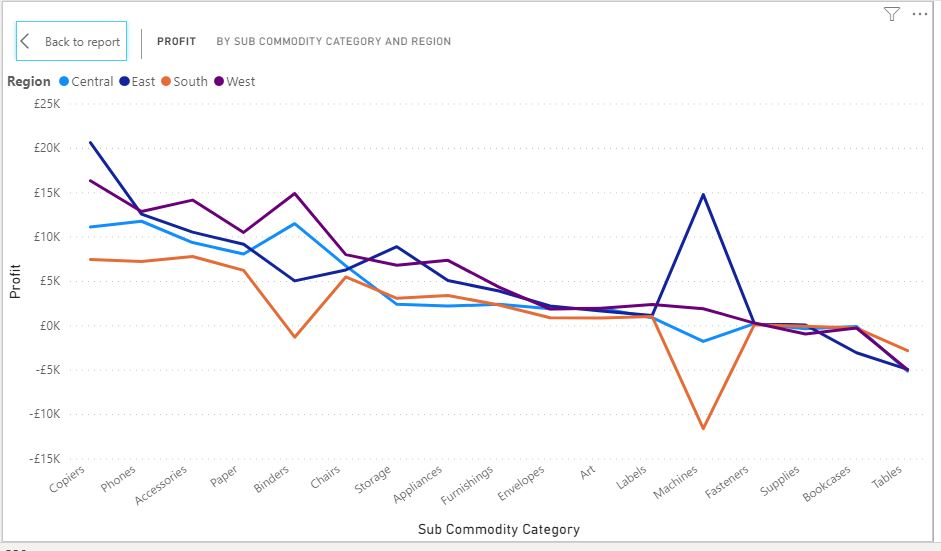 Back to report
PROFIT BY SUB COMMODITY CATEGORY AND REGION
Region Central East South West
£25K
£20K
£15K
£10K
£5K
£0K
-£5K
-£10K
-£15K
Profit
Copiers
Phones
Accessories
Paper
Binders
Chairs
Storage
Appliances
Furnishings
Envelopes
Art
Labels
Machines
Fasteners
Supplies
Bookcases
Tables
Sub Commodity Category